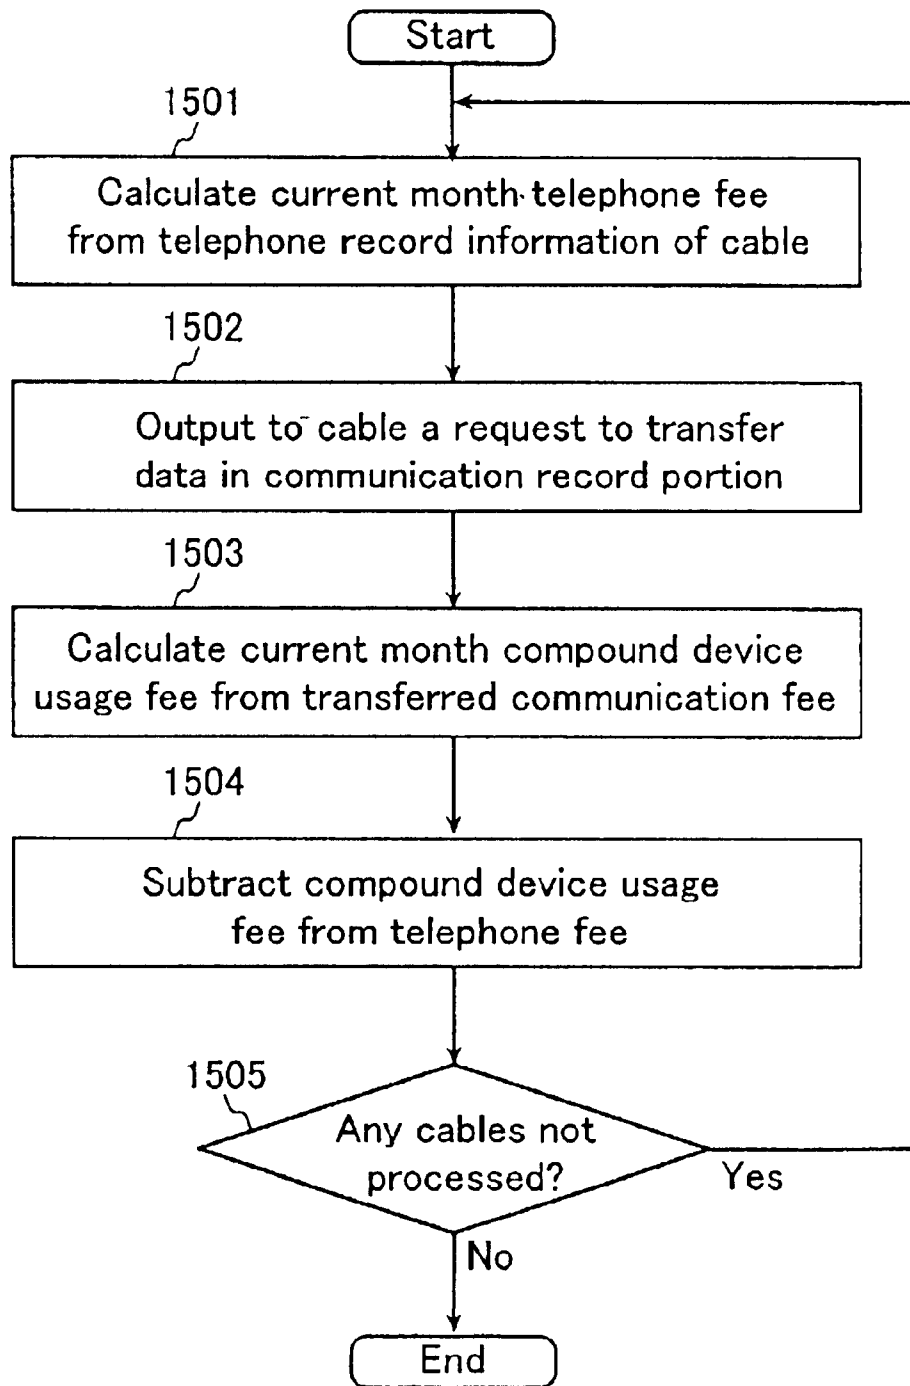 Start
1501
Calculate current month telephone fee
from telephone record information of cable
1502
Output to cable a request to transfer
data in communication record portion
1503
Calculate current month compound device
usage fee from transferred communication fee
1504
Subtract compound device usage
fee from telephone fee
1505
Any cables not
processed?
Yes
No
End